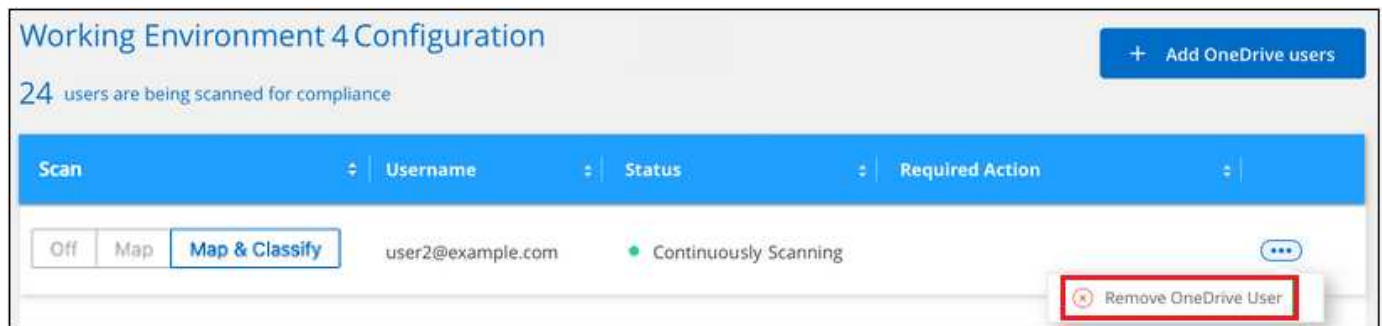 Working Environment 4 Configuration
+ Add OneDrive users
24 users are being scanned for compliance
Scan Username Status Required Action
Off Map Map & Classify user2@example.com Continuously Scanning
Remove OneDrive User